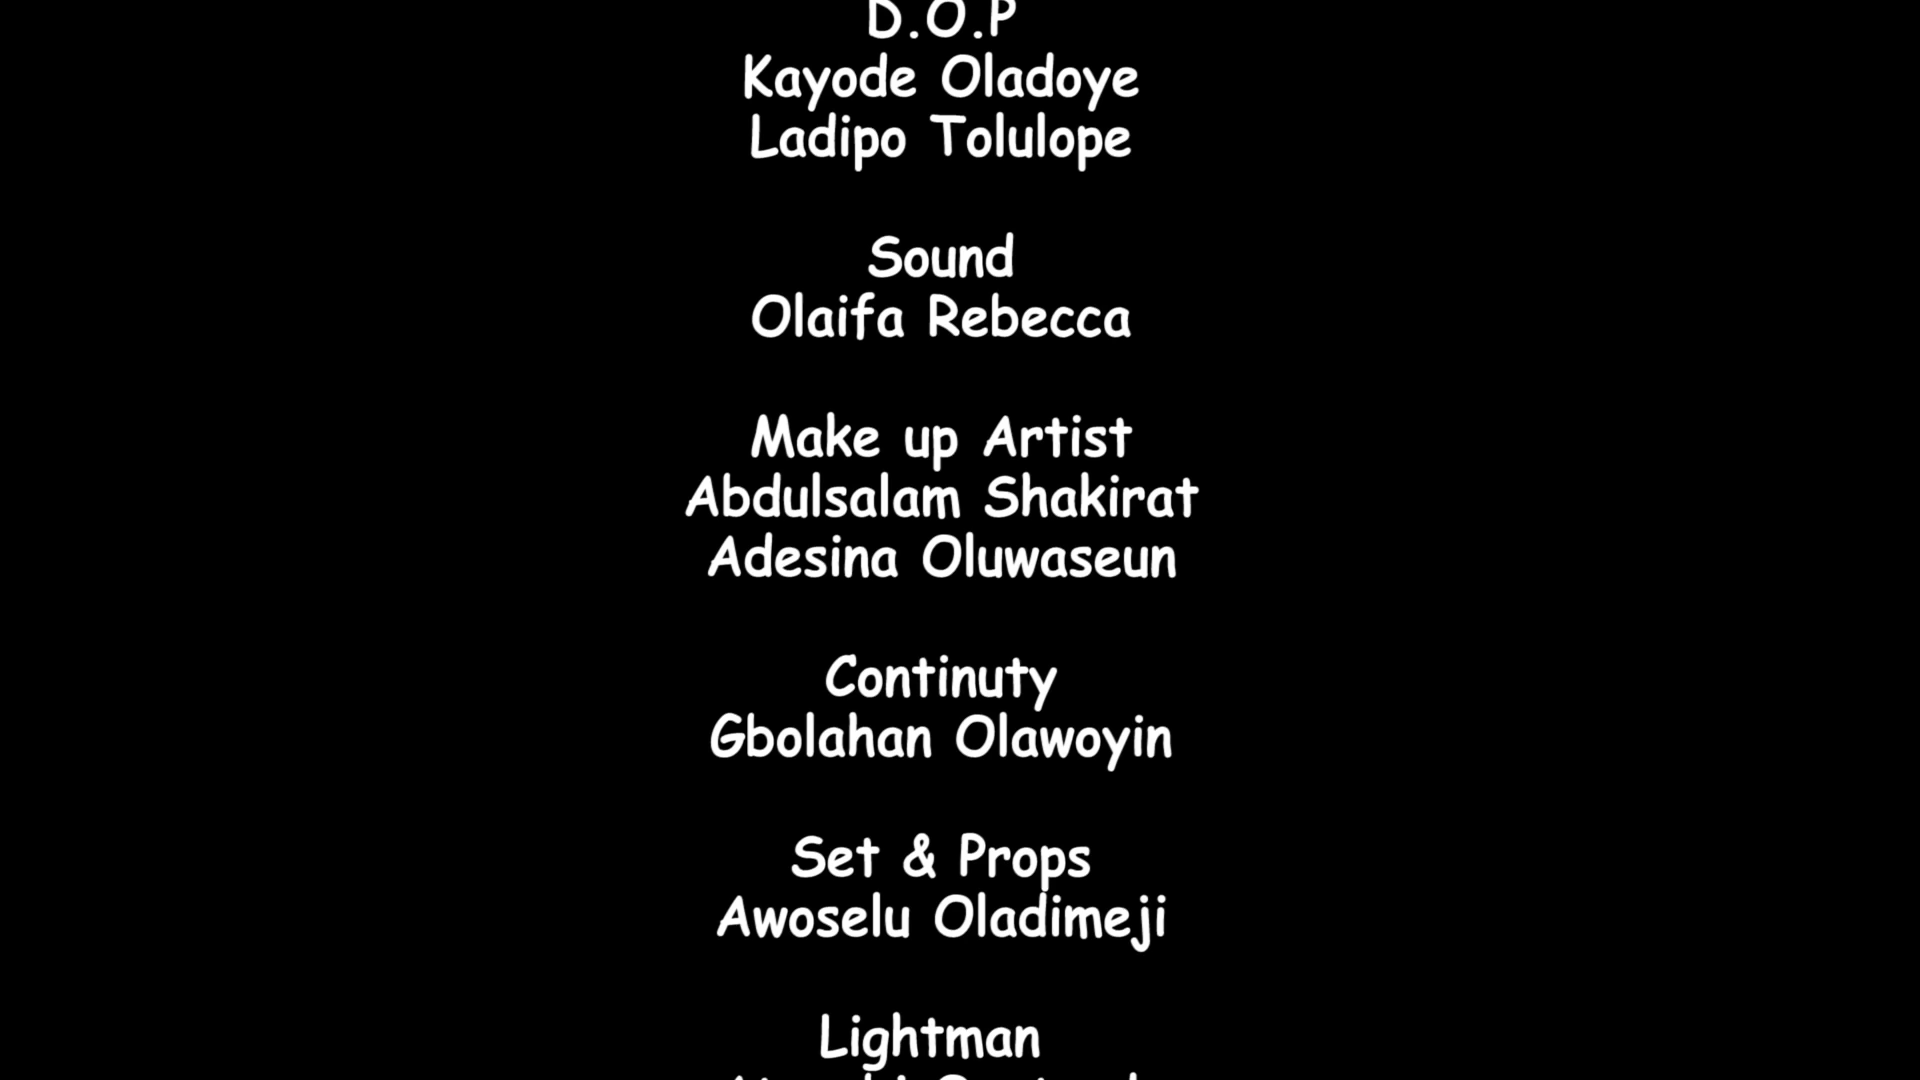 D.O.P
Kayode Oladoye
Ladipo Tolulope
Sound
Olaifa Rebecca
Make up Artist
Abdulsalam Shakirat
Adesina Oluwaseun
Continuty
Gbolahan Olawoyin
Set & Props
Awoselu Oladimeji
Lightman